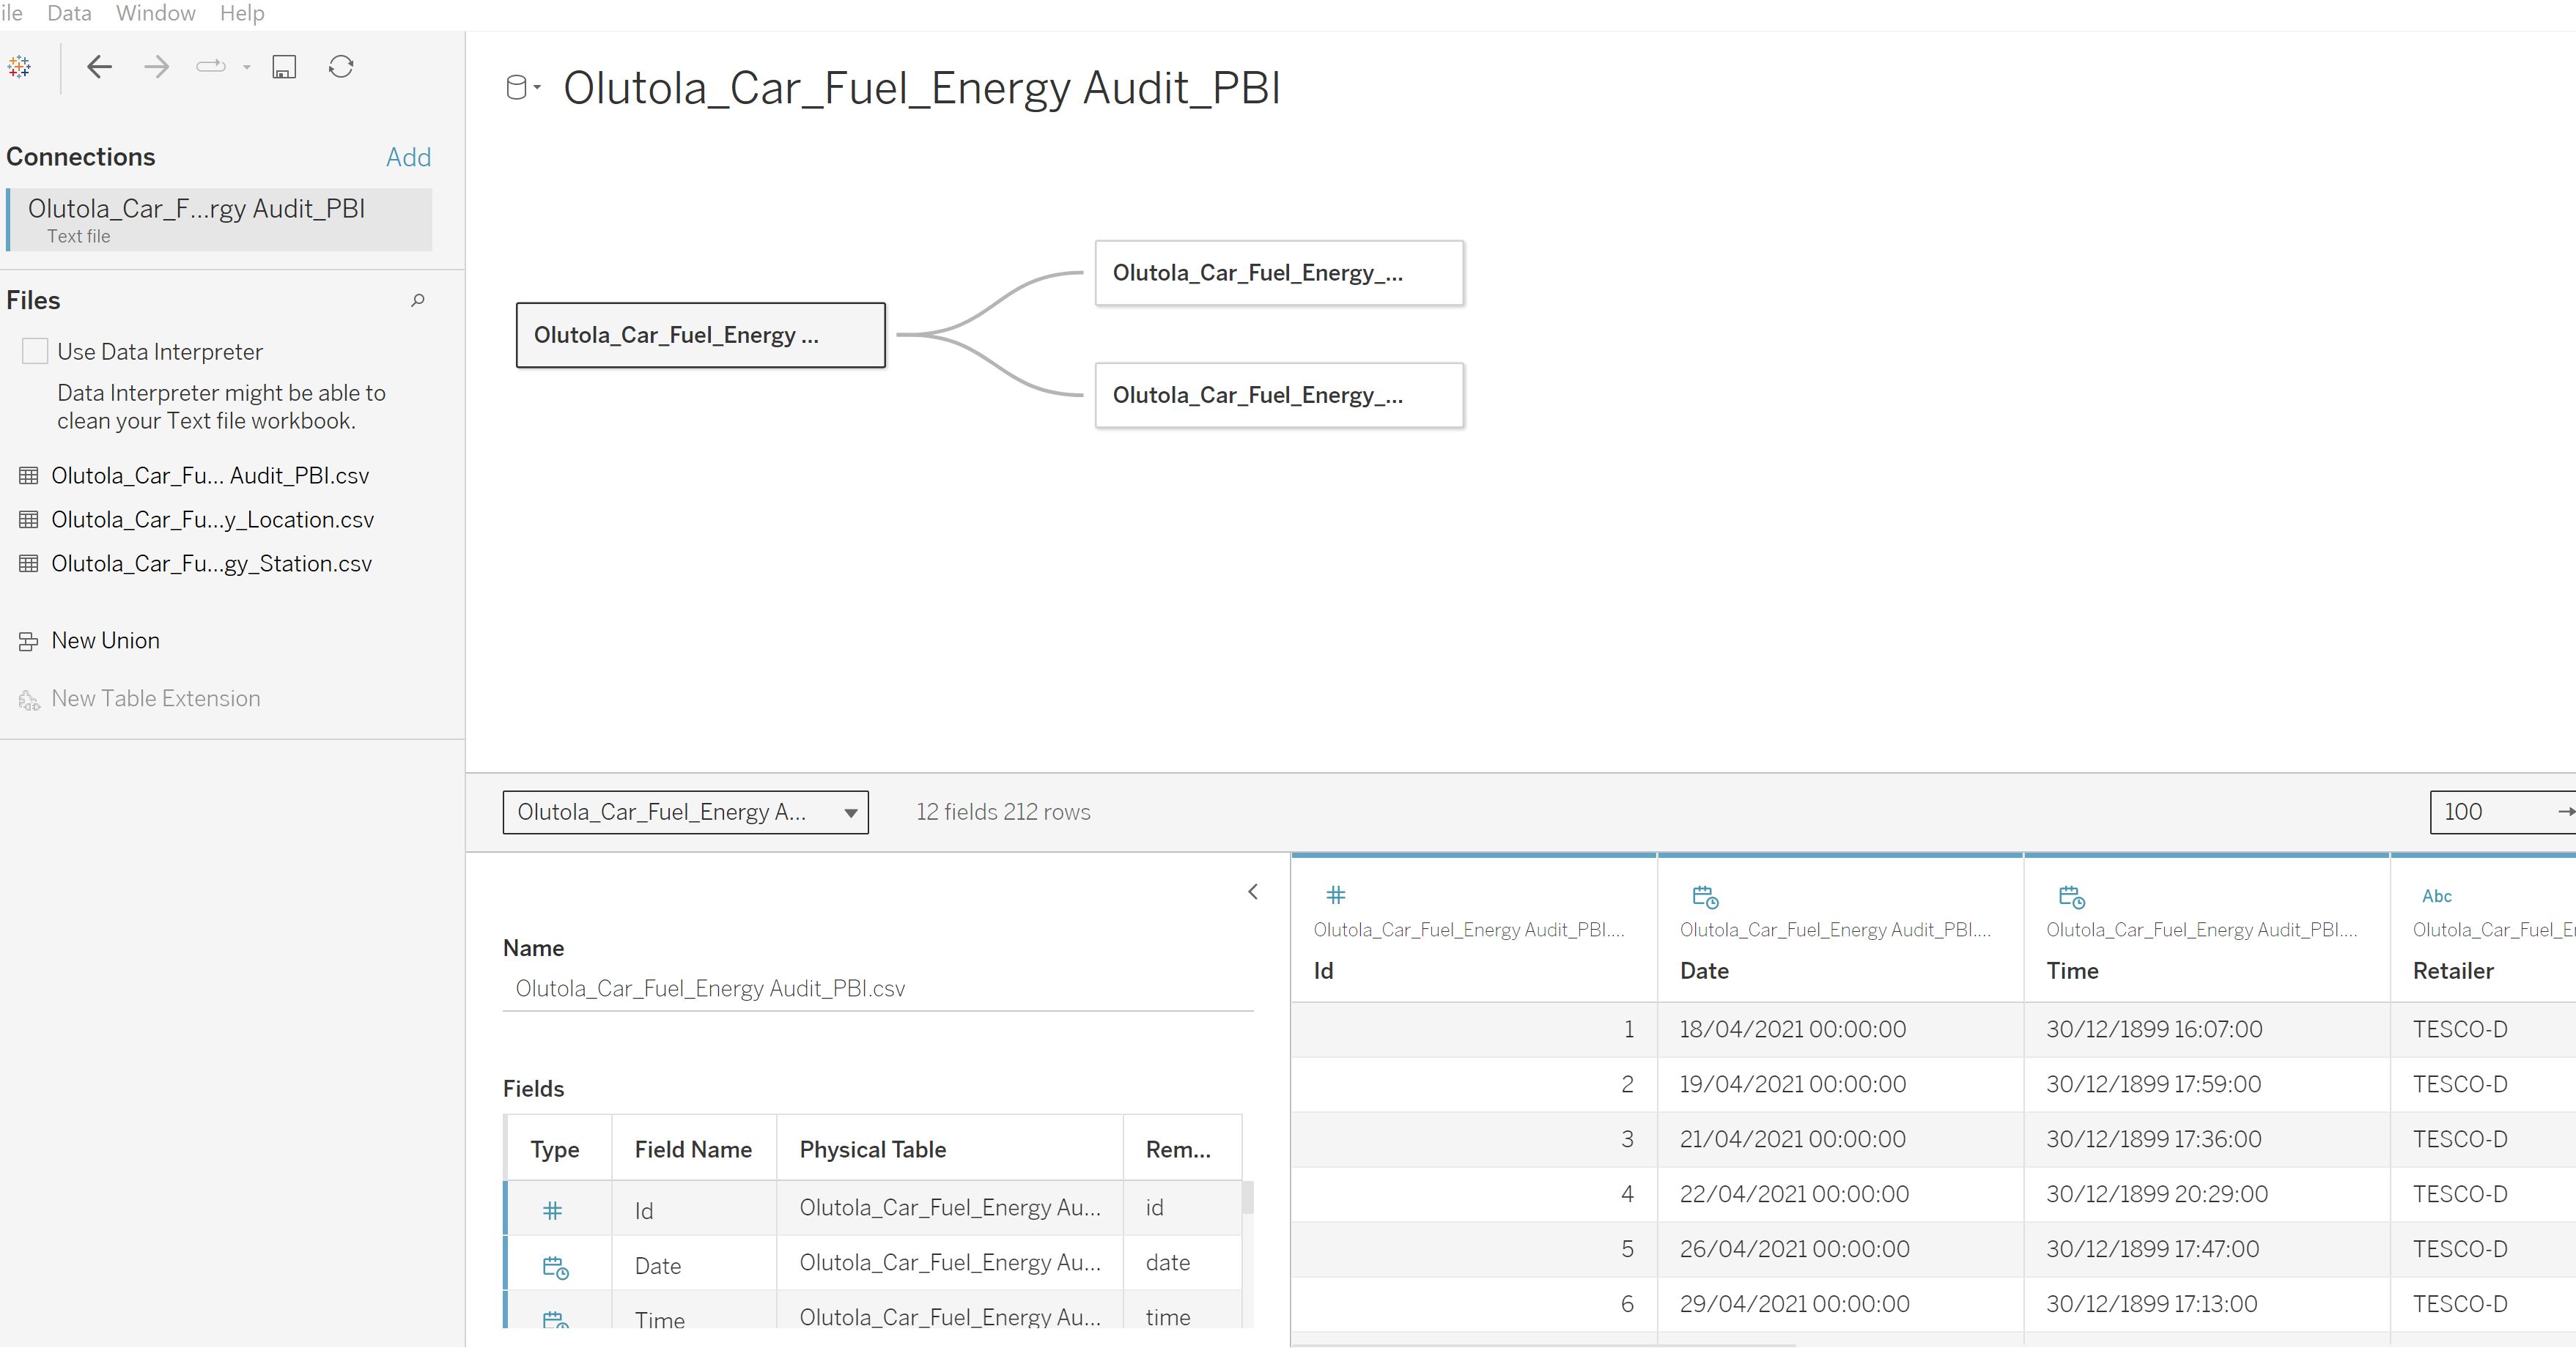 ile Data Window Help
Olutola_Car_Fuel_Energy Audit_PBI
Connections Add
Olutola_Car_F...rgy Audit_PBI
Text file
Files
Use Data Interpreter
Data Interpreter might be able to
clean your Text file workbook.
Olutola_Car_Fu... Audit_PBI.csv
Olutola_Car_Fu...y_Location.csv
Olutola_Car_Fu...gy_Station.csv
New Union
New Table Extension
Olutola_Car_Fuel_Energy ...
Olutola_Car_Fuel_Energy_...
Olutola_Car_Fuel_Energy_...
Olutola_Car_Fuel_Energy A... 12 fields 212 rows 100
Name
Olutola_Car_Fuel_Energy Audit_PBI.csv
Fields
Type Field Name Physical Table Rem...
Id Olutola_Car_Fuel_Energy Au... id
Date Olutola_Car_Fuel_Energy Au... date
Time Olutola_Car_Fuel_Energy Au... time
# # Abc
Olutola_Car_Fuel_Energy Audit_PBI.... Olutola_Car_Fuel_Energy Audit_PBI.... Olutola_Car_Fuel_Energy Audit_PBI.... Olutola_Car_Fuel_E
Id Date Time Retailer
1 18/04/2021 00:00:00 30/12/1899 16:07:00 TESCO-D
2 19/04/2021 00:00:00 30/12/1899 17:59:00 TESCO-D
3 21/04/2021 00:00:00 30/12/1899 17:36:00 TESCO-D
4 22/04/2021 00:00:00 30/12/1899 20:29:00 TESCO-D
5 26/04/2021 00:00:00 30/12/1899 17:47:00 TESCO-D
6 29/04/2021 00:00:00 30/12/1899 17:13:00 TESCO-D